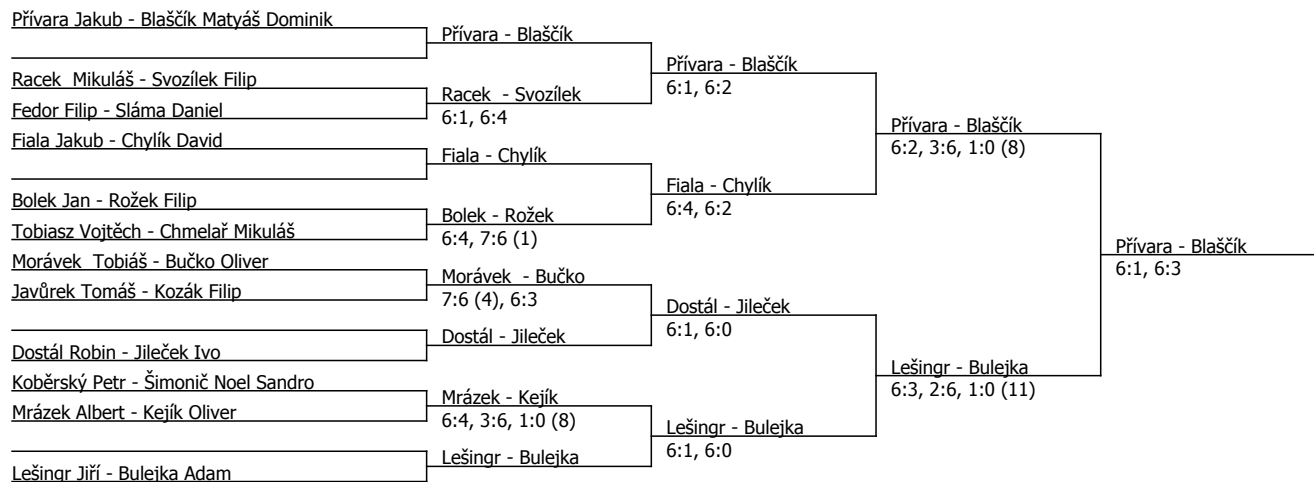 Přívara Jakub - Blaščík Matyáš Dominik
Přívara - Blaščík
Přívara - Blaščík
6:1, 6:2
Racek  Mikuláš - Svozílek Filip
Racek  - Svozílek
6:1, 6:4
Fedor Filip - Sláma Daniel
Přívara - Blaščík
6:2, 3:6, 1:0 (8)
Fiala Jakub - Chylík David
Fiala - Chylík
Fiala - Chylík
6:4, 6:2
Bolek Jan - Rožek Filip
Bolek - Rožek
6:4, 7:6 (1)
Tobiasz Vojtěch - Chmelař Mikuláš
Přívara - Blaščík
6:1, 6:3
Morávek  Tobiáš - Bučko Oliver
Morávek  - Bučko
7:6 (4), 6:3
Javůrek Tomáš - Kozák Filip
Dostál - Jileček
6:1, 6:0
Dostál - Jileček
Dostál Robin - Jileček Ivo
Lešingr - Bulejka
6:3, 2:6, 1:0 (11)
Koběrský Petr - Šimonič Noel Sandro
Mrázek - Kejík
6:4, 3:6, 1:0 (8)
Mrázek Albert - Kejík Oliver
Lešingr - Bulejka
6:1, 6:0
Lešingr - Bulejka
Lešingr Jiří - Bulejka Adam